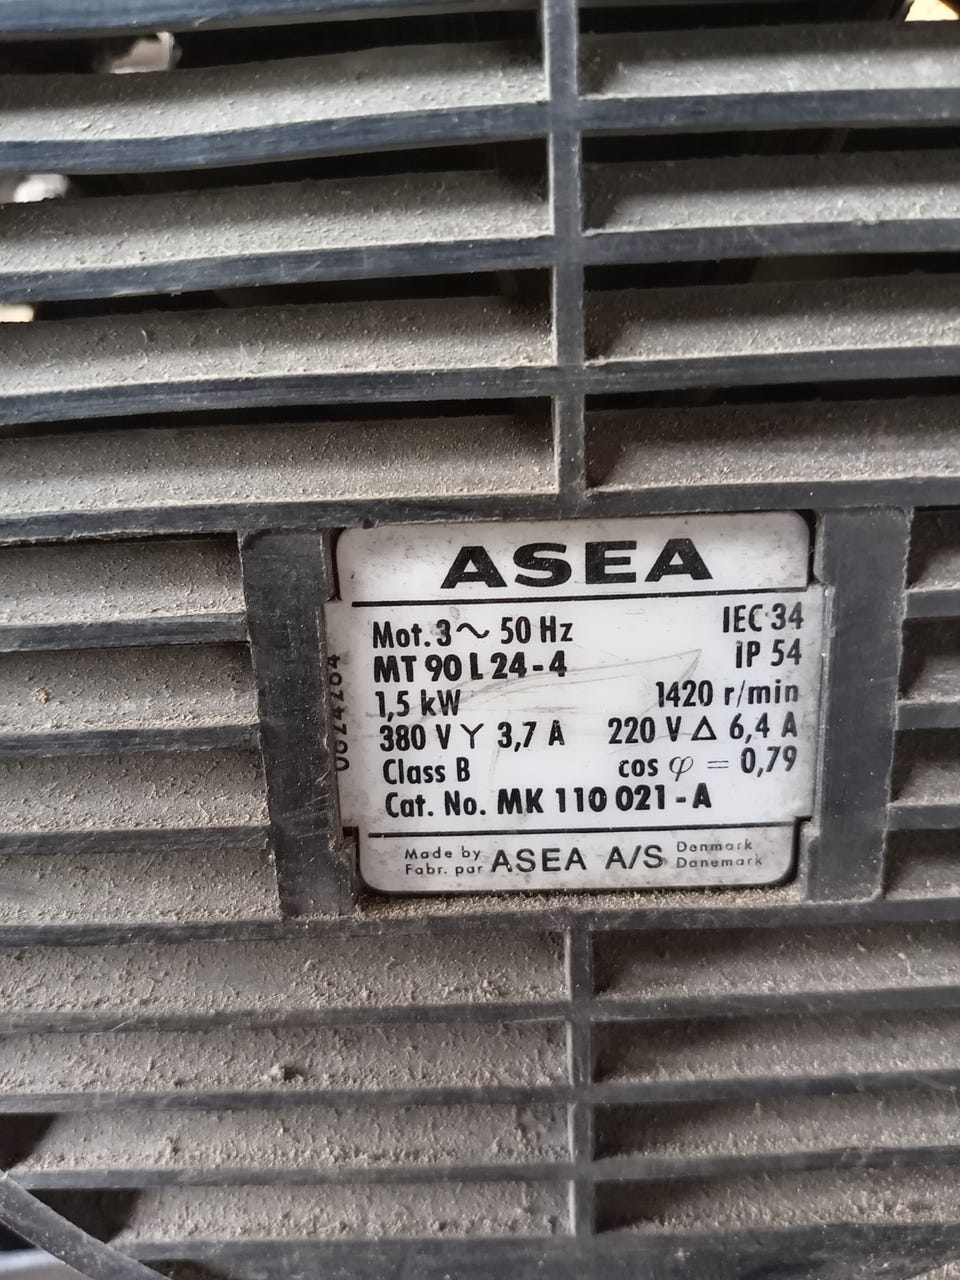 ASEA
Mot. 3~ 50 Hz IEC 34
MT 90 L 24-4 IP 54
1,5 kW 1420 r/min
380 V Y 3,7 A 220 V Δ 6,4 A
Class B cos φ = 0,79
Cat. No. MK 110 021-A
Made by ASEA A/S Denmark
Fabr. par Danemark